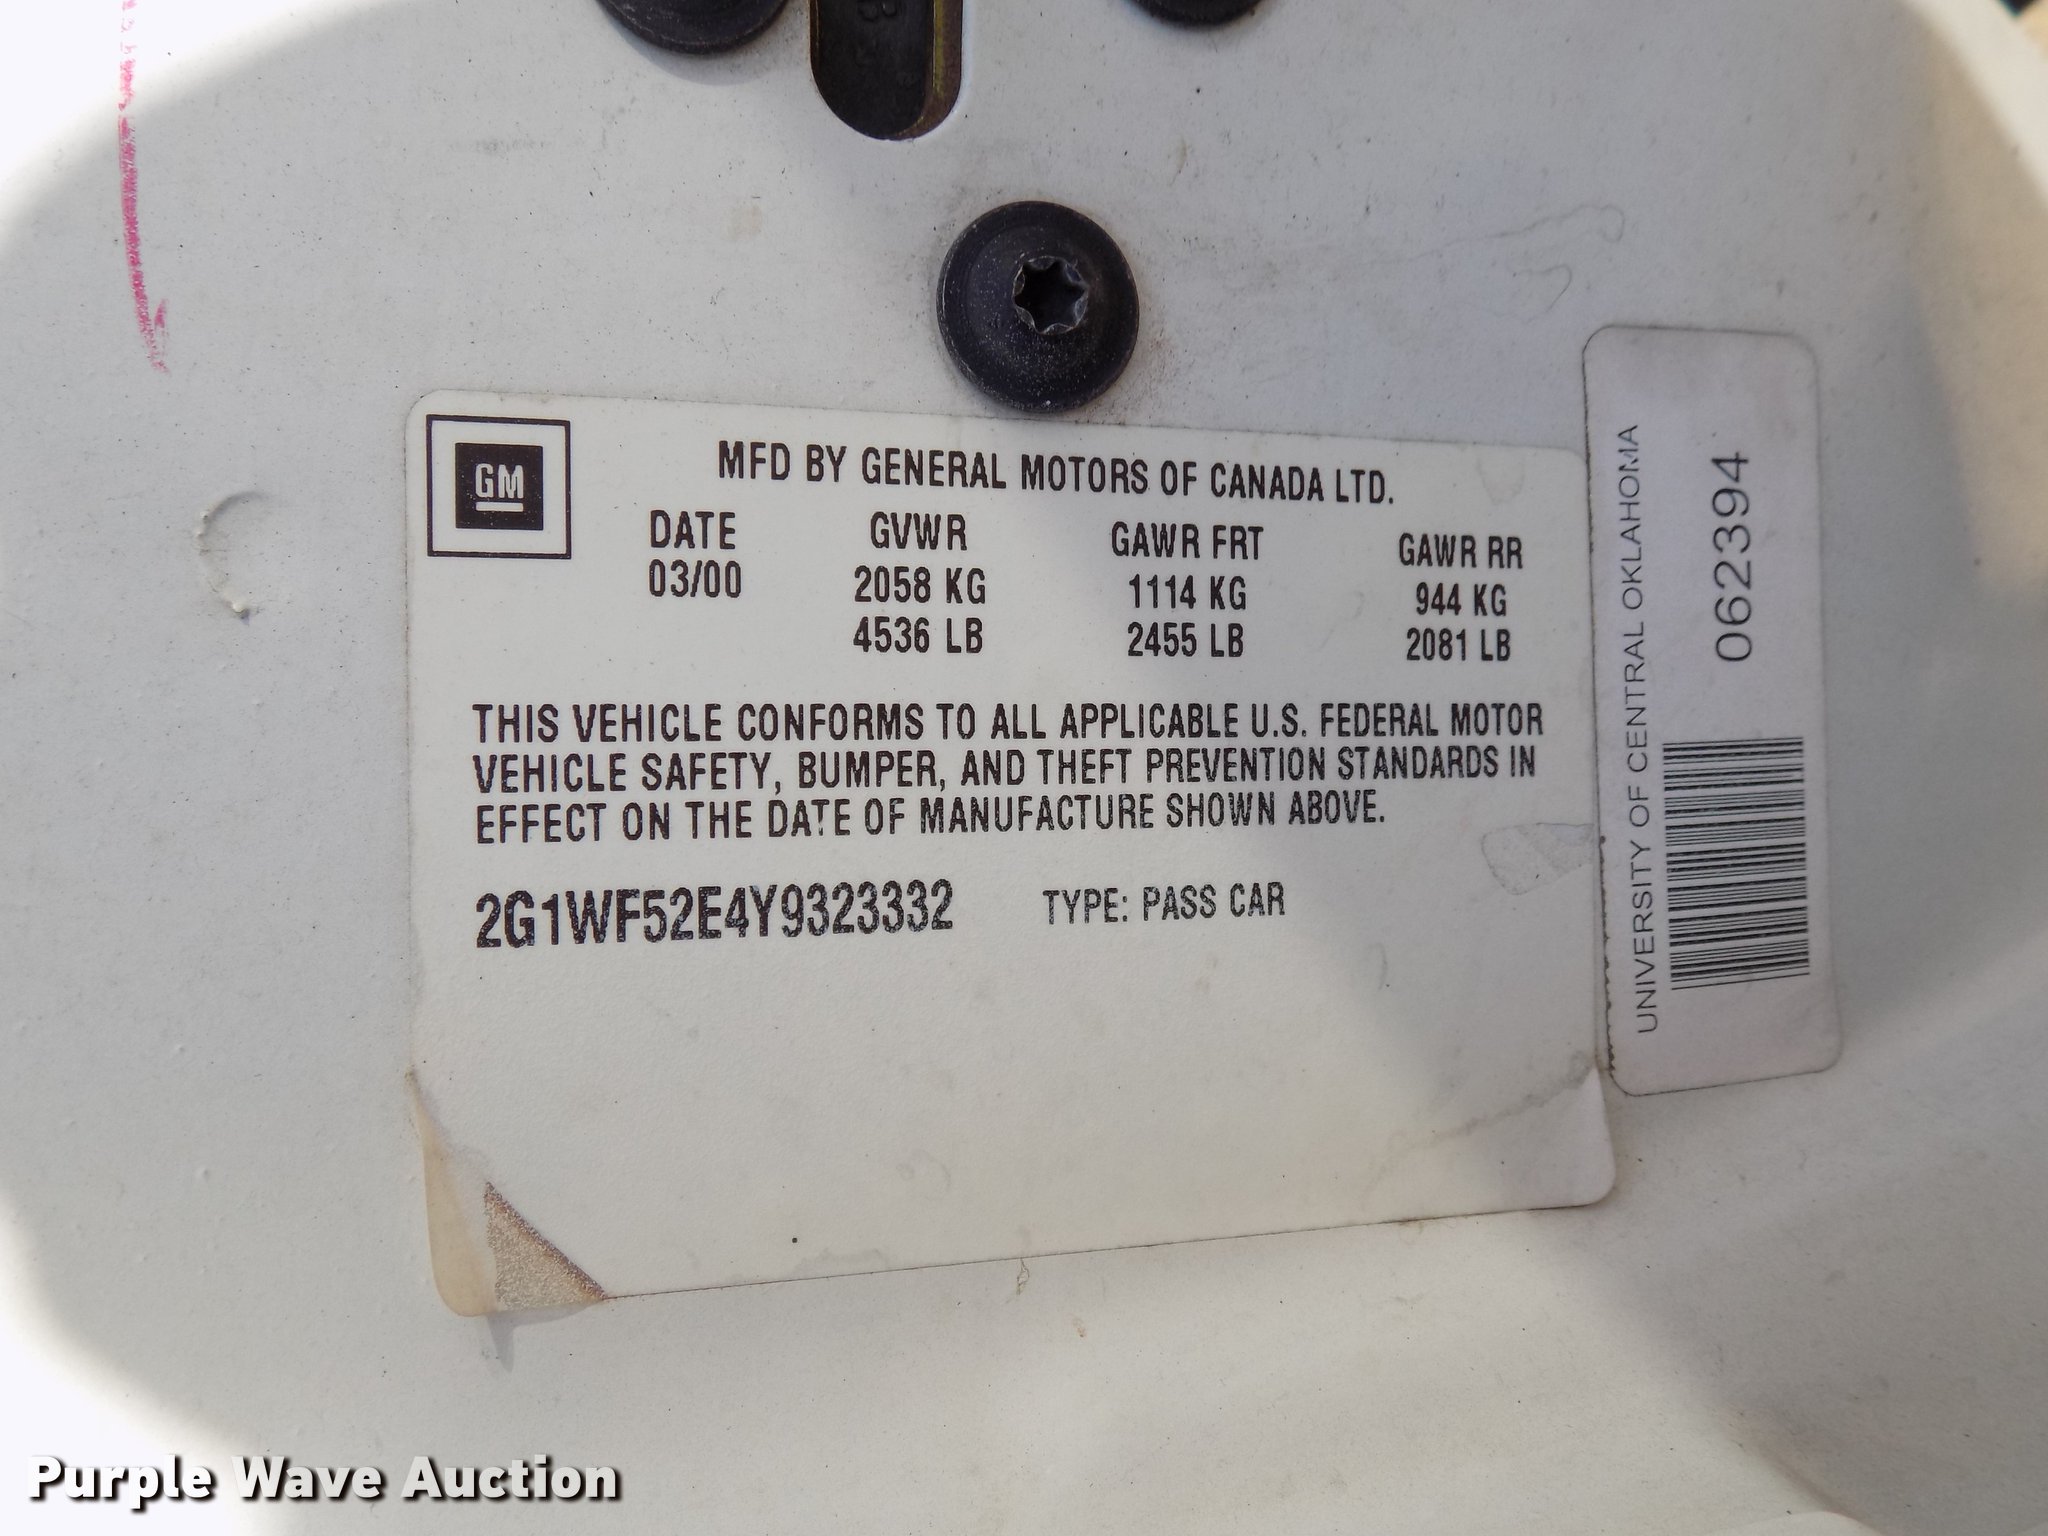 GM
MFD BY GENERAL MOTORS OF CANADA LTD.
DATE GVWR GAWR FRT GAWR RR
03/00 2058 KG 1114 KG 944 KG
4536 LB 2455 LB 2081 LB
THIS VEHICLE CONFORMS TO ALL APPLICABLE U.S. FEDERAL MOTOR
VEHICLE SAFETY, BUMPER, AND THEFT PREVENTION STANDARDS IN
EFFECT ON THE DATE OF MANUFACTURE SHOWN ABOVE.
2G1WF52E4Y9323332 TYPE: PASS CAR
UNIVERSITY OF CENTRAL OKLAHOMA
062394
Purple Wave Auction